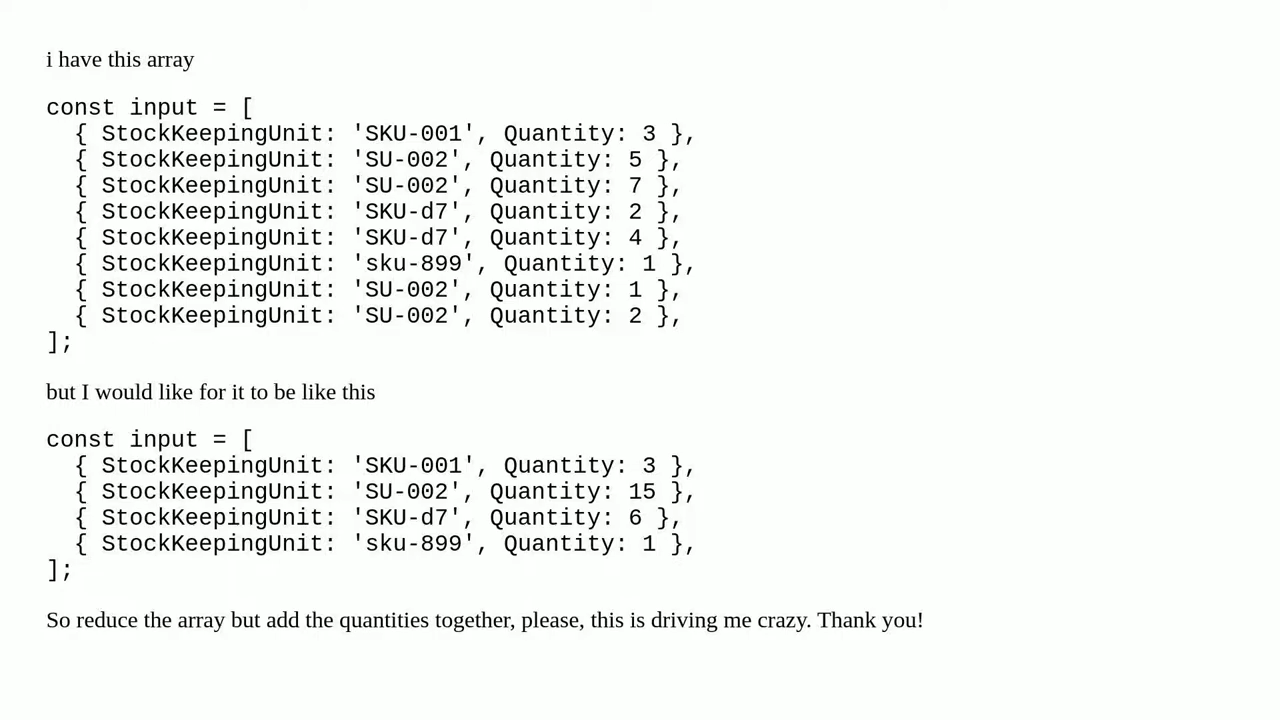 i have this array
const input = [
  { StockKeepingUnit: 'SKU-001', Quantity: 3 },
  { StockKeepingUnit: 'SU-002', Quantity: 5 },
  { StockKeepingUnit: 'SU-002', Quantity: 7 },
  { StockKeepingUnit: 'SKU-d7', Quantity: 2 },
  { StockKeepingUnit: 'SKU-d7', Quantity: 4 },
  { StockKeepingUnit: 'sku-899', Quantity: 1 },
  { StockKeepingUnit: 'SU-002', Quantity: 1 },
  { StockKeepingUnit: 'SU-002', Quantity: 2 },
];
but I would like for it to be like this
const input = [
  { StockKeepingUnit: 'SKU-001', Quantity: 3 },
  { StockKeepingUnit: 'SU-002', Quantity: 15 },
  { StockKeepingUnit: 'SKU-d7', Quantity: 6 },
  { StockKeepingUnit: 'sku-899', Quantity: 1 },
];
So reduce the array but add the quantities together, please, this is driving me crazy. Thank you!